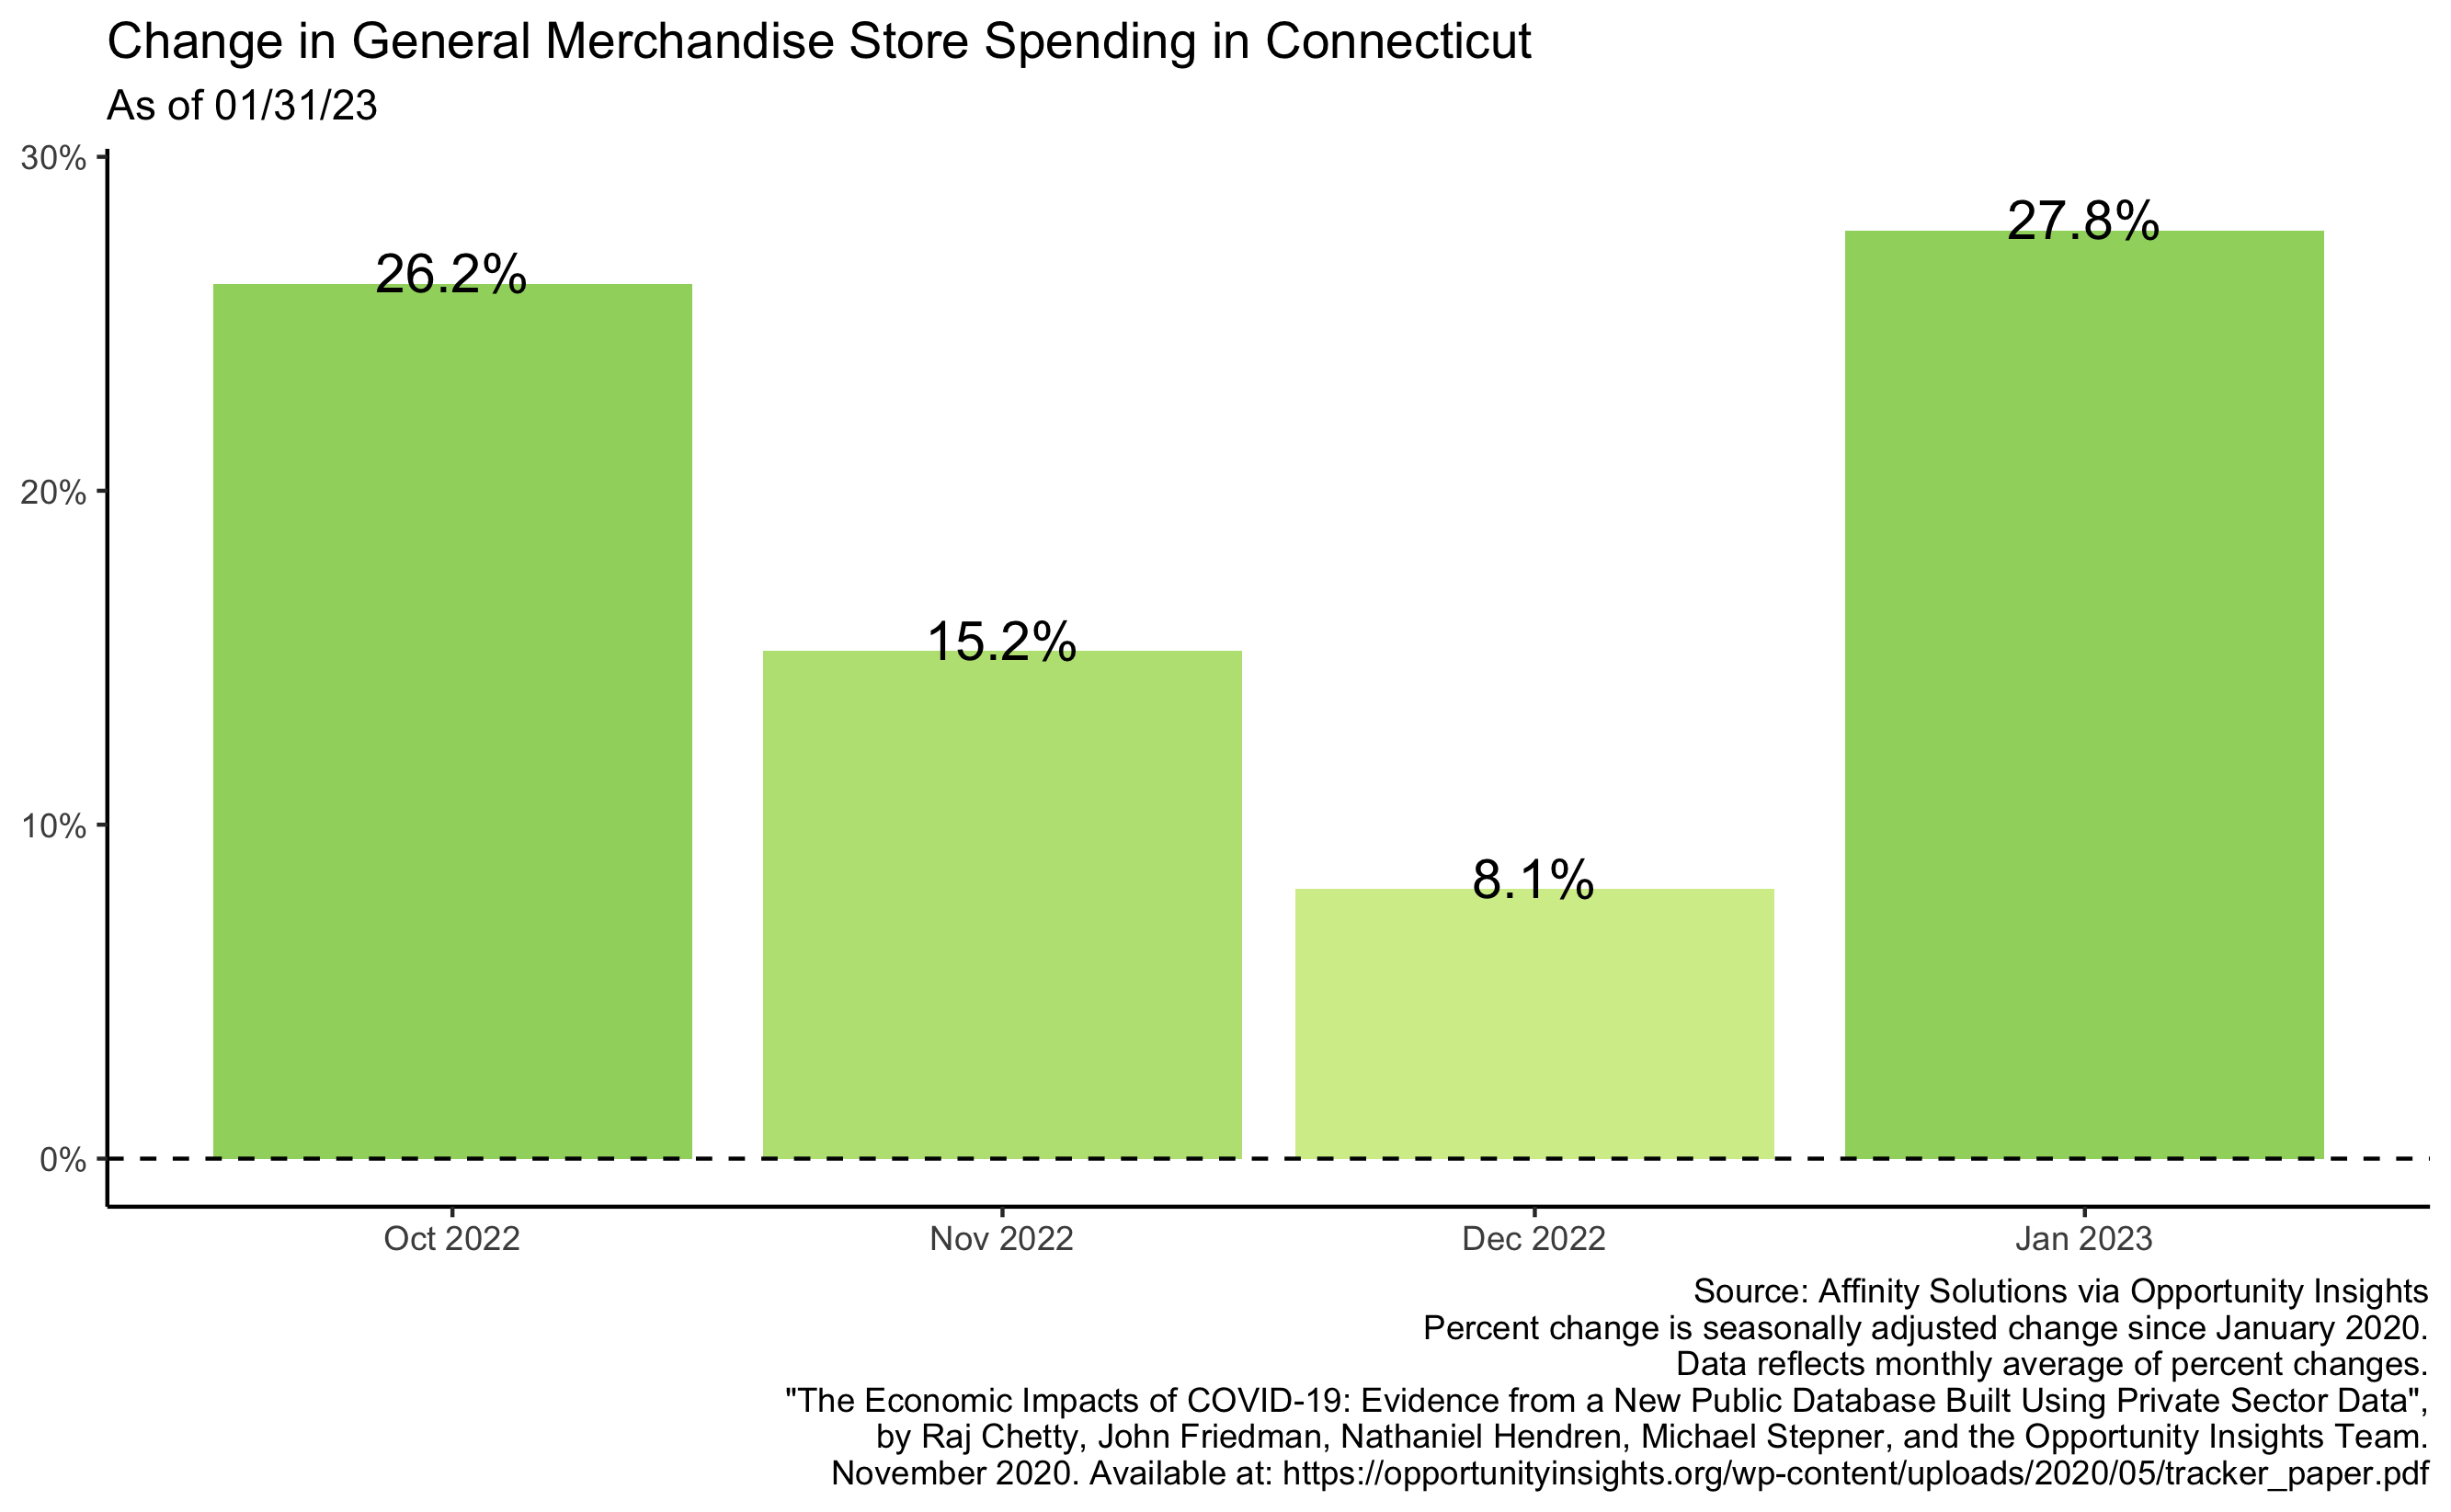 Change in General Merchandise Store Spending in Connecticut
As of 01/31/23
30%
20%
10%
0%
26.2%
15.2%
8.1%
27.8%
Oct 2022
Nov 2022
Dec 2022
Jan 2023
Source: Affinity Solutions via Opportunity Insights
Percent change is seasonally adjusted change since January 2020.
Data reflects monthly average of percent changes.
"The Economic Impacts of COVID-19: Evidence from a New Public Database Built Using Private Sector Data",
by Raj Chetty, John Friedman, Nathaniel Hendren, Michael Stepner, and the Opportunity Insights Team.
November 2020. Available at: https://opportunityinsights.org/wp-content/uploads/2020/05/tracker_paper.pdf